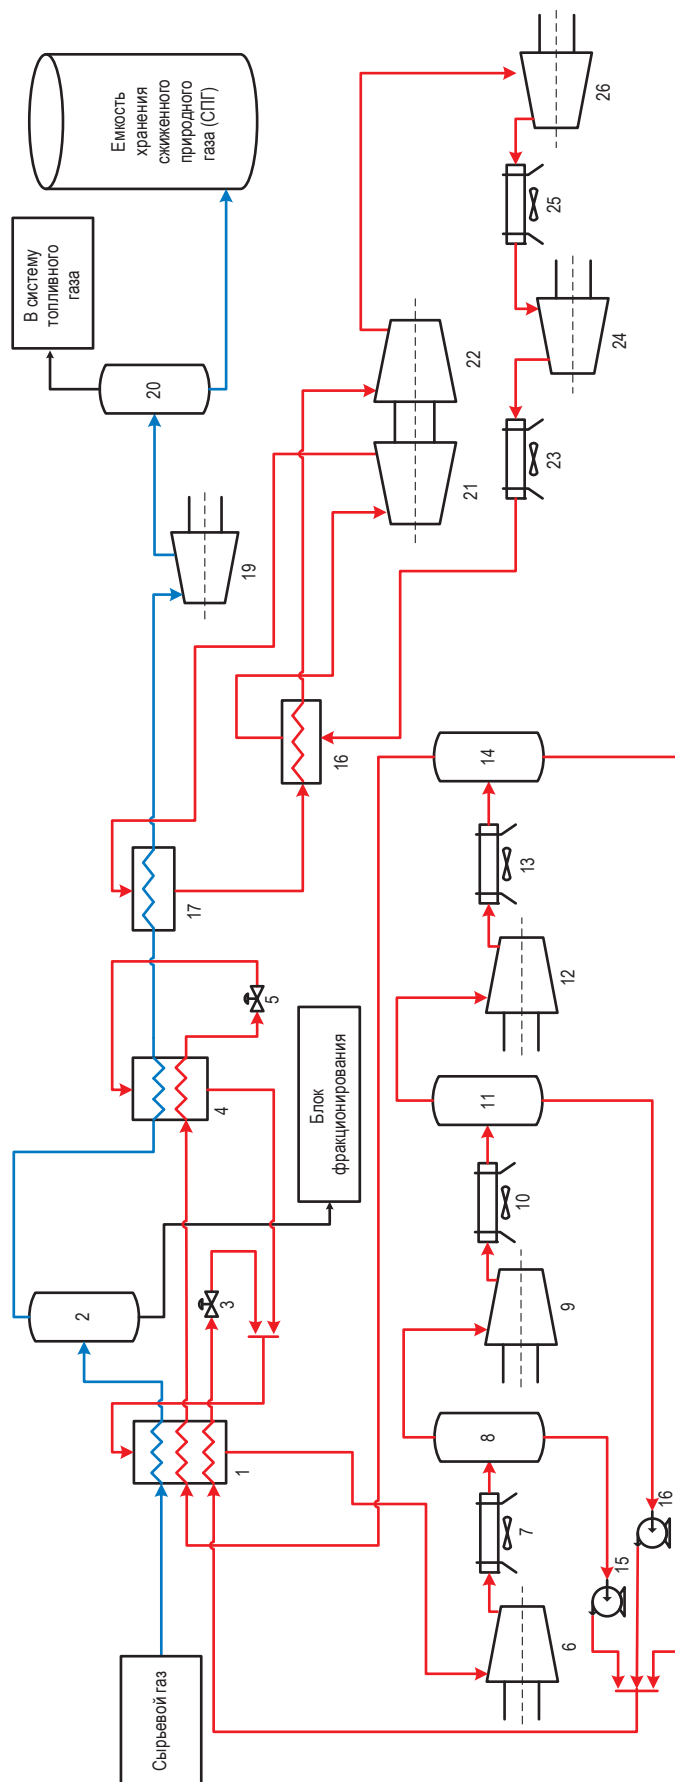 Сырьевой газ
1
2
3
Блок
фракционирования
4
5
17
19
20
В систему
топливного
газа
Емкость
хранения
сжиженного
природного
газа (СПГ)
6
7
8
9
10
11
12
13
14
15
16
16
21
22
23
24
25
26